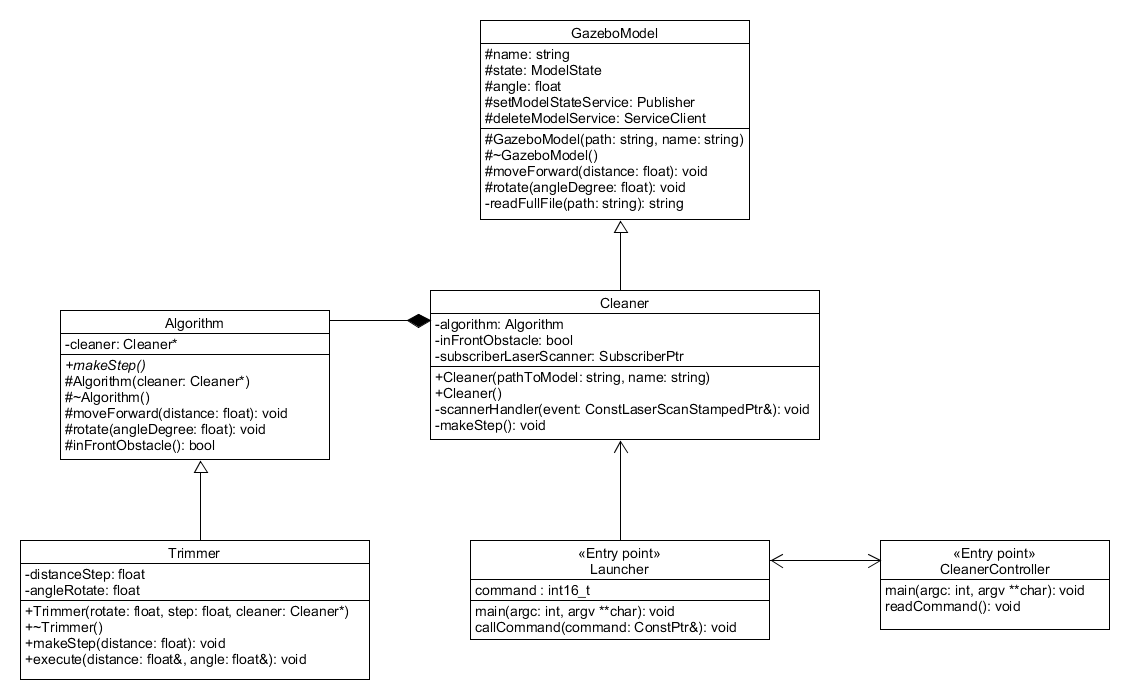 GazeboModel
#name: string
#state: ModelState
#angle: float
#setModelStateService: Publisher
#deleteModelService: ServiceClient
#GazeboModel(path: string, name: string)
#~GazeboModel()
#moveForward(distance: float): void
#rotate(angleDegree: float): void
-readFullFile(path: string): string
Algorithm
-cleaner: Cleaner*
+makeStep()
#Algorithm(cleaner: Cleaner*)
#~Algorithm()
#moveForward(distance: float): void
#rotate(angleDegree: float): void
#inFrontObstacle(): bool
Cleaner
-algorithm: Algorithm
-inFrontObstacle: bool
-subscriberLaserScanner: SubscriberPtr
+Cleaner(pathToModel: string, name: string)
+Cleaner()
-scannerHandler(event: ConstLaserScanStampedPtr&): void
-makeStep(): void
Trimmer
-distanceStep: float
-angleRotate: float
+Trimmer(rotate: float, step: float, cleaner: Cleaner*)
+~Trimmer()
+makeStep(distance: float): void
+execute(distance: float&, angle: float&): void
«Entry point»
Launcher
command : int16_t
main(argc: int, argv **char): void
callCommand(command: ConstPtr&): void
«Entry point»
CleanerController
main(argc: int, argv **char): void
readCommand(): void